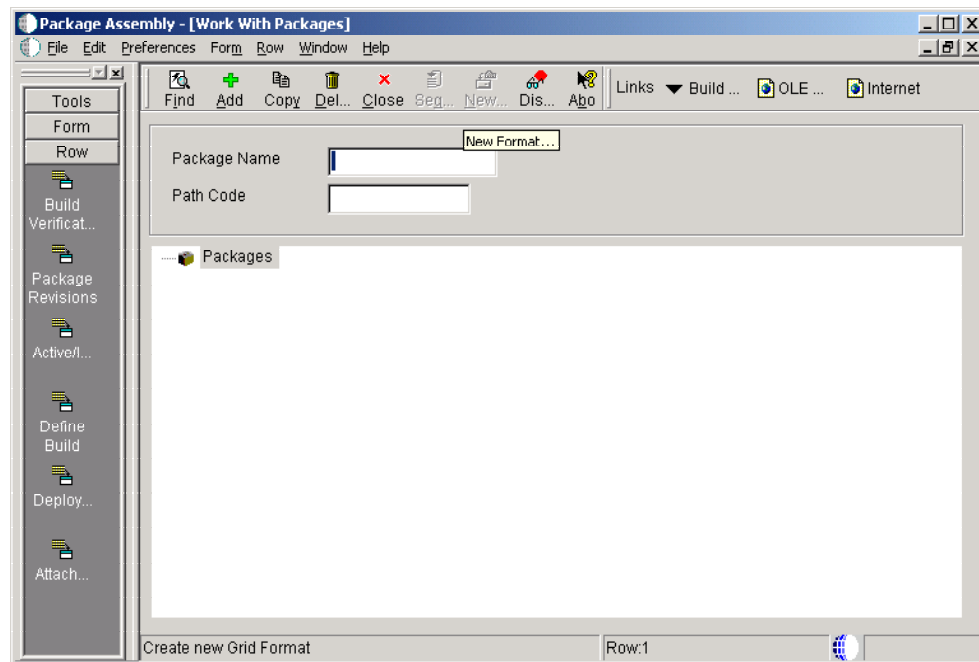 Package Assembly - [Work With Packages]
File Edit Preferences Form Row Window Help
Tools
Form
Row
Build
Verificat...
Package
Revisions
Active/I...
Define
Build
Deploy...
Attach...
Find Add Copy Del... Close Seq... New... Dis... Abo Links Build ... OLE ... Internet
New Format...
Package Name
Path Code
Packages
Create new Grid Format Row:1